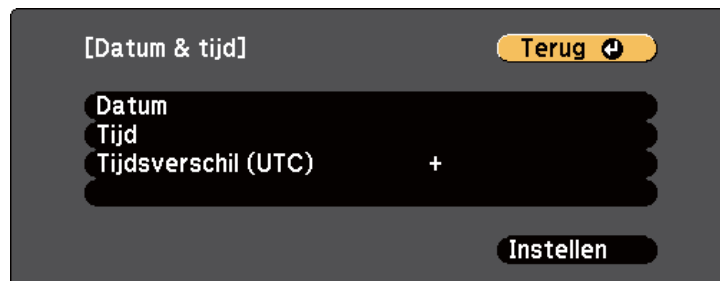 [Datum & tijd]
Terug
Datum
Tijd
Tijdsverschil (UTC) +
Instellen